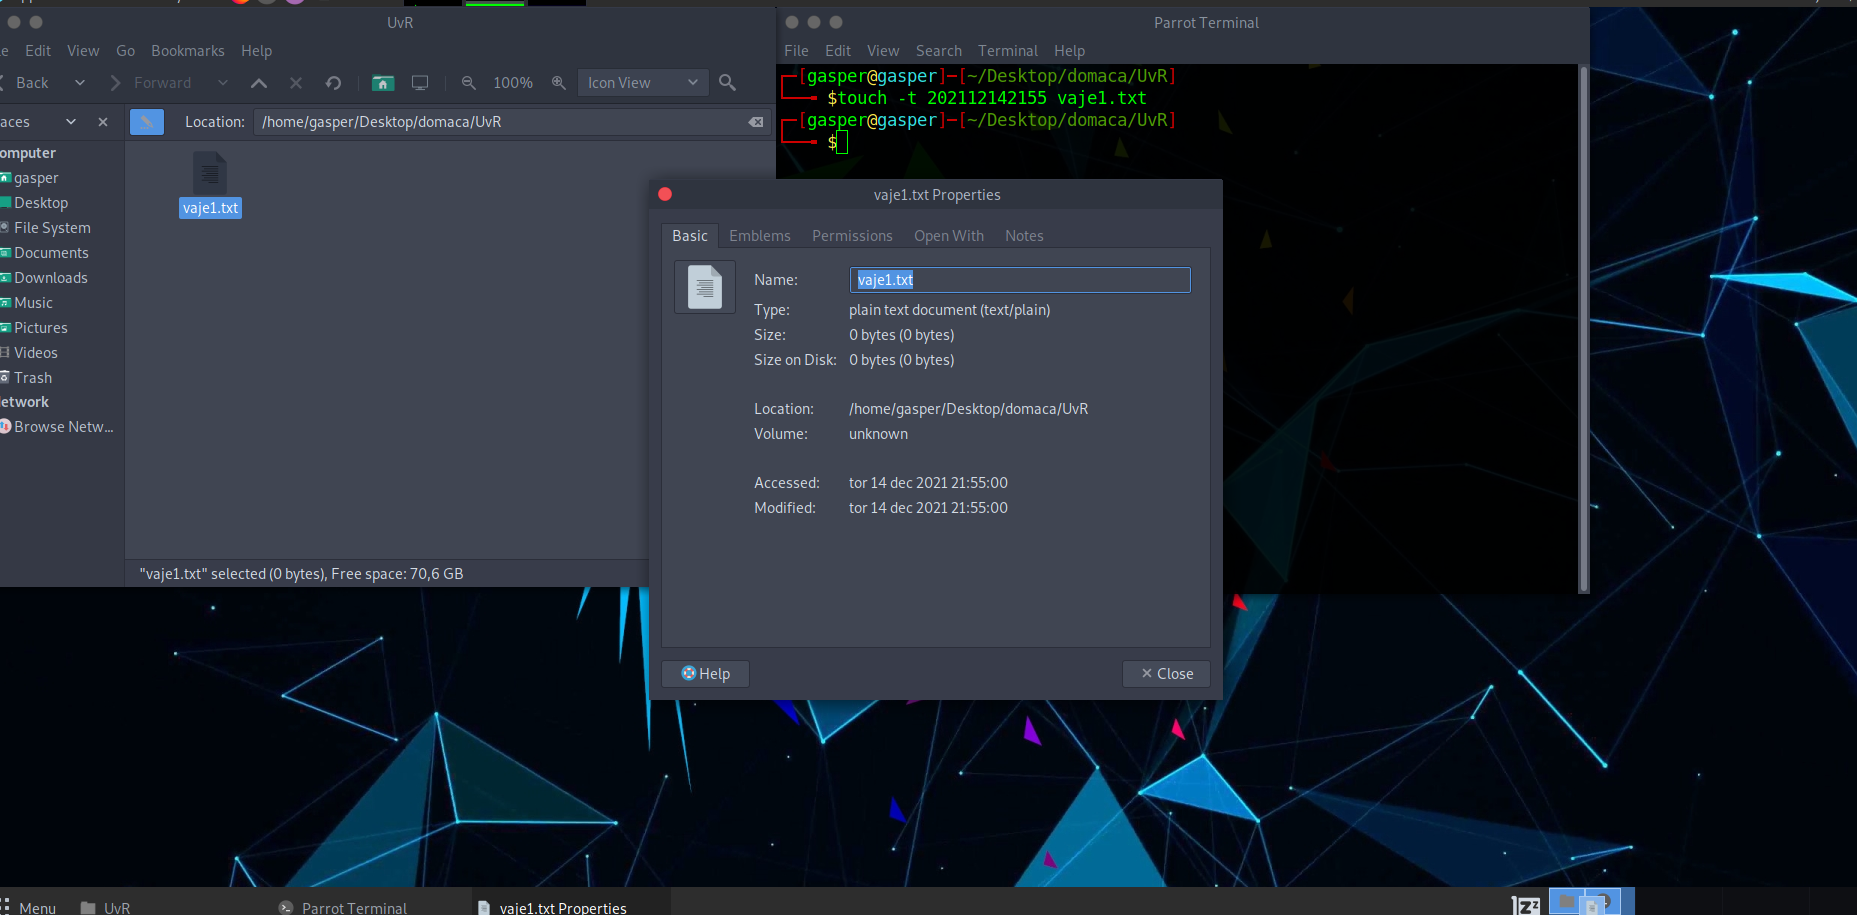 UvR
Edit View Go Bookmarks Help
Back Forward 100% Icon View
aces Location: /home/gasper/Desktop/domaca/UvR
omputer
gasper
Desktop
File System
Documents
Downloads
Music
Pictures
Videos
Trash
etwork
Browse Netw...
vaje1.txt
"vaje1.txt" selected (0 bytes), Free space: 70,6 GB
Parrot Terminal
File Edit View Search Terminal Help
[gasper@gasper]-[~/Desktop/domaca/UvR]
$touch -t 202112142155 vaje1.txt
[gasper@gasper]-[~/Desktop/domaca/UvR]
$
vaje1.txt Properties
Basic Emblems Permissions Open With Notes
Name: vaje1.txt
Type: plain text document (text/plain)
Size: 0 bytes (0 bytes)
Size on Disk: 0 bytes (0 bytes)
Location: /home/gasper/Desktop/domaca/UvR
Volume: unknown
Accessed: tor 14 dec 2021 21:55:00
Modified: tor 14 dec 2021 21:55:00
Help Close
Menu UvR Parrot Terminal vaje1.txt Properties